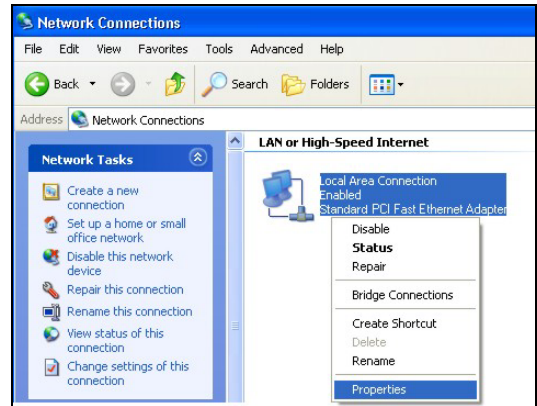 Network Connections
File Edit View Favorites Tools Advanced Help
Back Search Folders
Address Network Connections
Network Tasks
Create a new
connection
Set up a home or small
office network
Disable this network
device
Repair this connection
Rename this connection
View status of this
connection
Change settings of this
connection
LAN or High-Speed Internet
Local Area Connection
Enabled
Standard PCI Fast Ethernet Adapter
Disable
Status
Repair
Bridge Connections
Create Shortcut
Delete
Rename
Properties